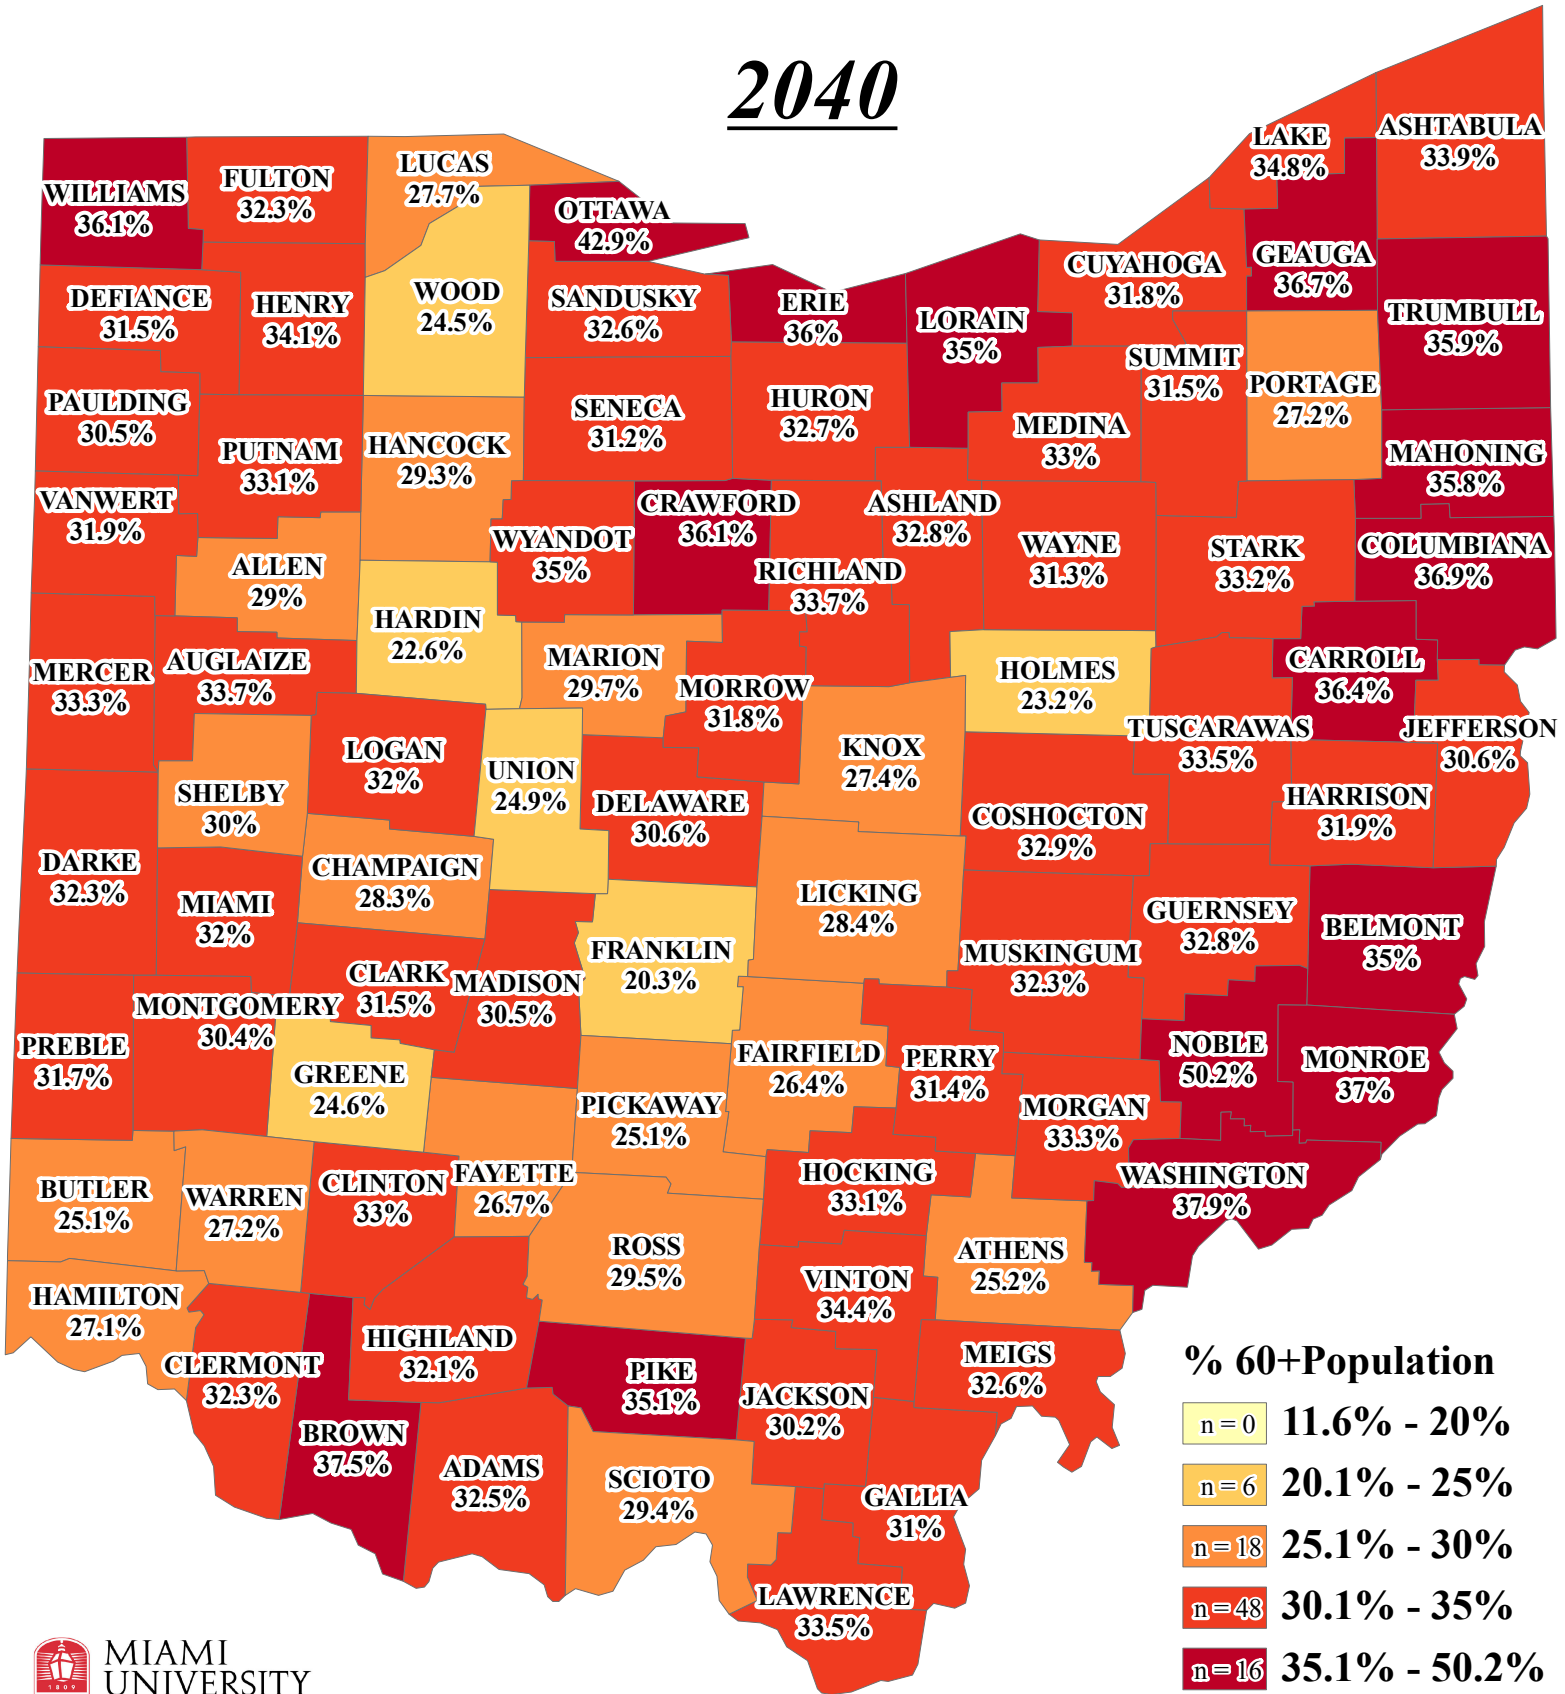 2040
LAKE
34.8%
ASHTABULA
33.9%
WILLIAMS
36.1%
FULTON
32.3%
LUCAS
27.7%
OTTAWA
42.9%
GEAUGA
36.7%
CUYAHOGA
31.8%
DEFIANCE
31.5%
HENRY
34.1%
WOOD
24.5%
SANDUSKY
32.6%
ERIE
36%
LORAIN
35%
TRUMBULL
35.9%
SUMMIT
31.5%
PORTAGE
27.2%
PAULDING
30.5%
PUTNAM
33.1%
HANCOCK
29.3%
SENECA
31.2%
HURON
32.7%
MEDINA
33%
MAHONING
35.8%
VANWERT
31.9%
WYANDOT
35%
CRAWFORD
36.1%
ASHLAND
32.8%
RICHLAND
33.7%
WAYNE
31.3%
STARK
33.2%
COLUMBIANA
36.9%
ALLEN
29%
HARDIN
22.6%
MERCER
33.3%
AUGLAIZE
33.7%
MARION
29.7%
MORROW
31.8%
HOLMES
23.2%
CARROLL
36.4%
TUSCARAWAS
33.5%
JEFFERSON
30.6%
LOGAN
32%
UNION
24.9%
KNOX
27.4%
SHELBY
30%
DELAWARE
30.6%
COSHOCTON
32.9%
HARRISON
31.9%
DARKE
32.3%
CHAMPAIGN
28.3%
MIAMI
32%
LICKING
28.4%
GUERNSEY
32.8%
BELMONT
35%
FRANKLIN
20.3%
MUSKINGUM
32.3%
CLARK
31.5%
MADISON
30.5%
MONTGOMERY
30.4%
PREBLE
31.7%
GREENE
24.6%
FAIRFIELD
26.4%
PERRY
31.4%
NOBLE
50.2%
MONROE
37%
PICKAWAY
25.1%
MORGAN
33.3%
BUTLER
25.1%
WARREN
27.2%
CLINTON
33%
FAYETTE
26.7%
HOCKING
33.1%
WASHINGTON
37.9%
ROSS
29.5%
ATHENS
25.2%
HAMILTON
27.1%
VINTON
34.4%
HIGHLAND
32.1%
CLERMONT
32.3%
PIKE
35.1%
JACKSON
30.2%
MEIGS
32.6%
BROWN
37.5%
ADAMS
32.5%
SCIOTO
29.4%
GALLIA
31%
LAWRENCE
33.5%
% 60+Population
n = 0 11.6% - 20%
n = 6 20.1% - 25%
n = 18 25.1% - 30%
n = 48 30.1% - 35%
n = 16 35.1% - 50.2%
1809
MIAMI
UNIVERSITY